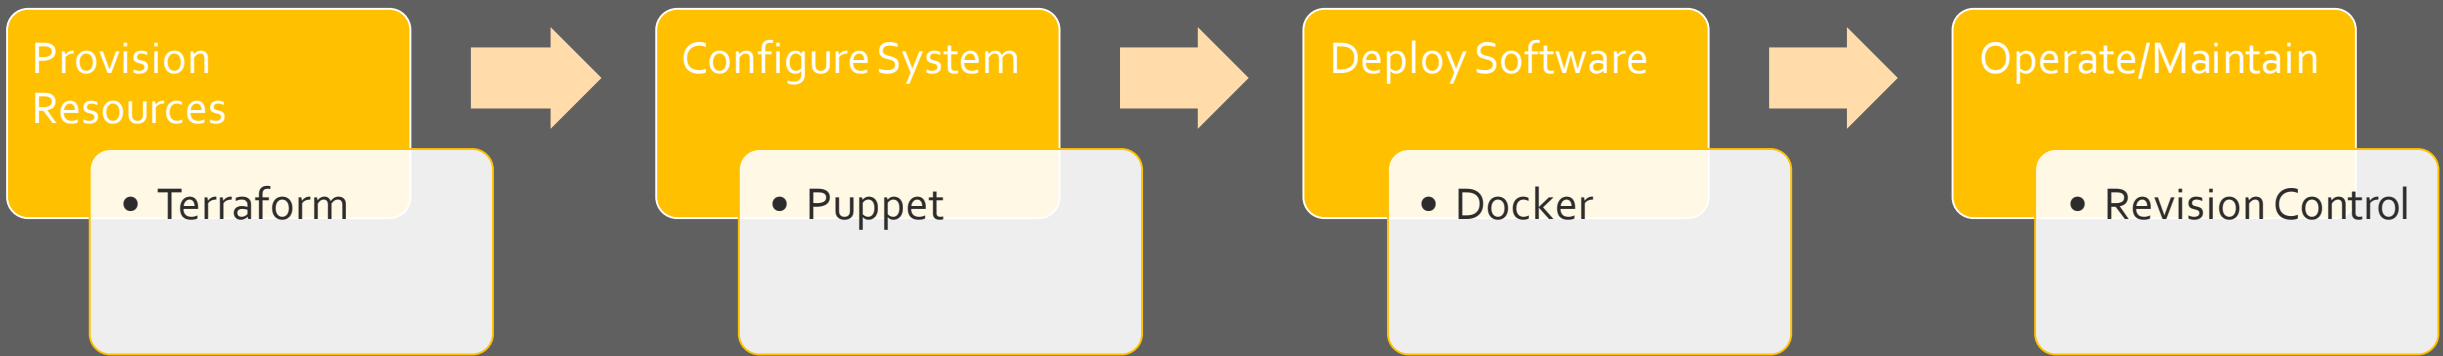 Provision
Resources
• Terraform
Configure System
• Puppet
Deploy Software
• Docker
Operate/Maintain
• Revision Control